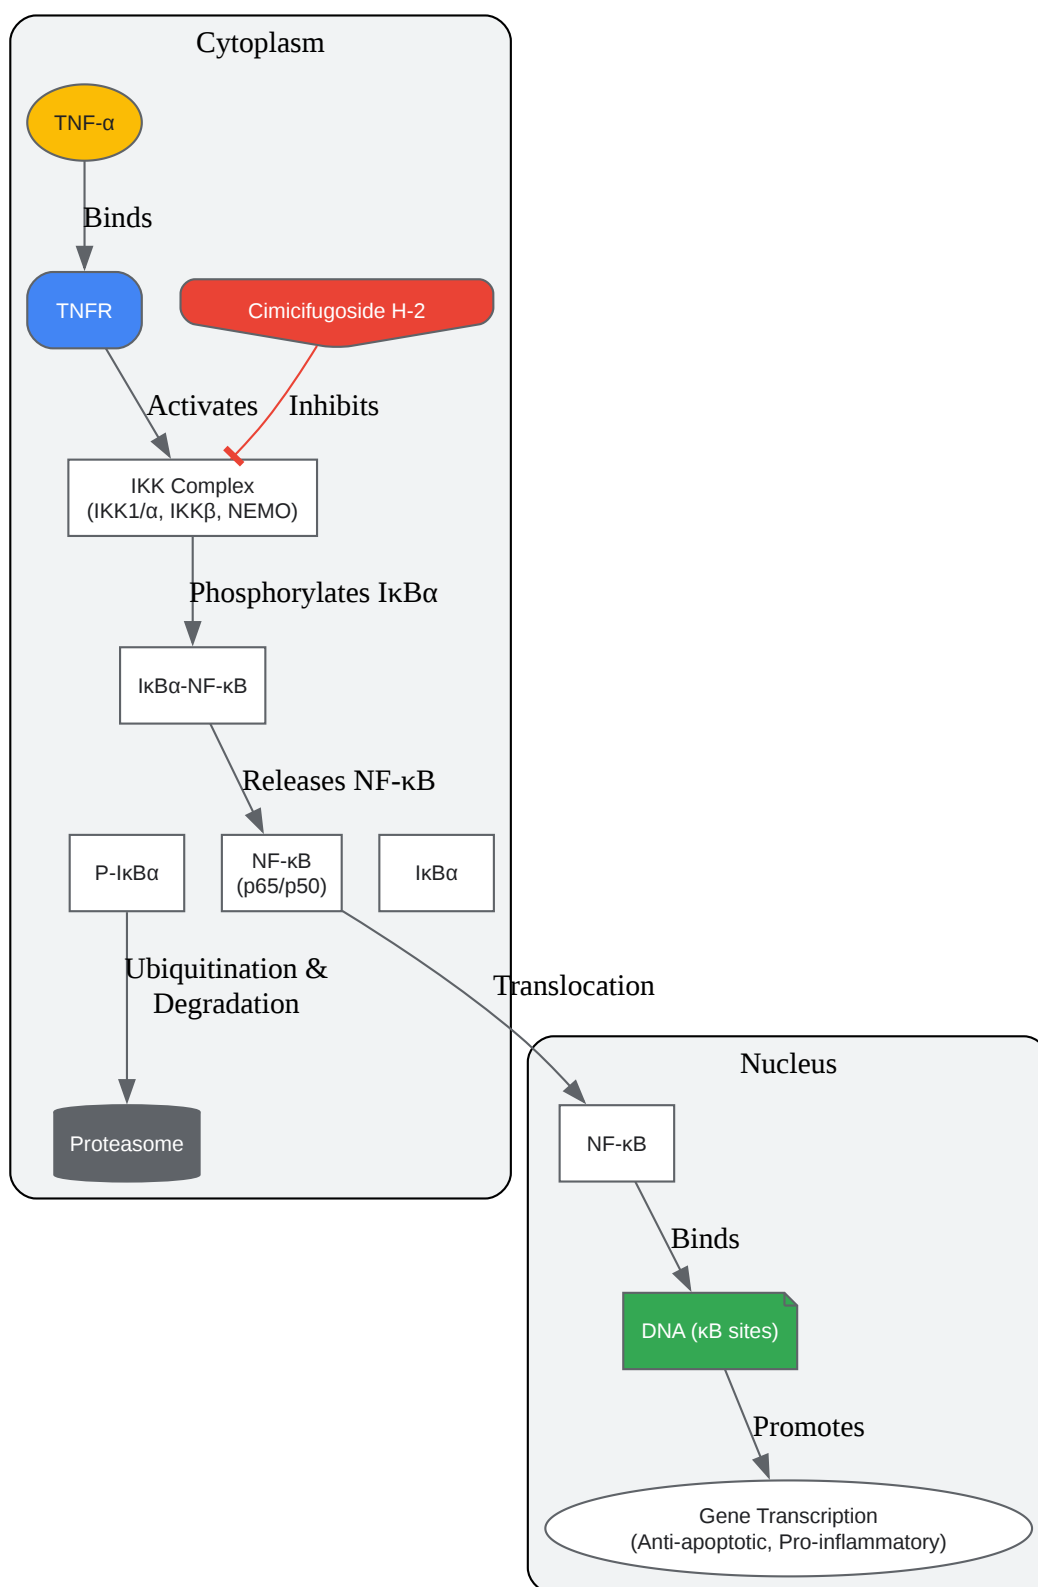 Cytoplasm
TNF-α
Binds
TNFR
Cimicifugoside H-2
Activates
Inhibits
IKK Complex
(IKK1/α, IKKβ, NEMO)
Phosphorylates IκBα
IκBα-NF-κB
Releases NF-κB
P-IκBα
NF-κB
(p65/p50)
IκBα
Ubiquitination &
Degradation
Translocation
Proteasome
Nucleus
NF-κB
Binds
DNA (κB sites)
Promotes
Gene Transcription
(Anti-apoptotic, Pro-inflammatory)